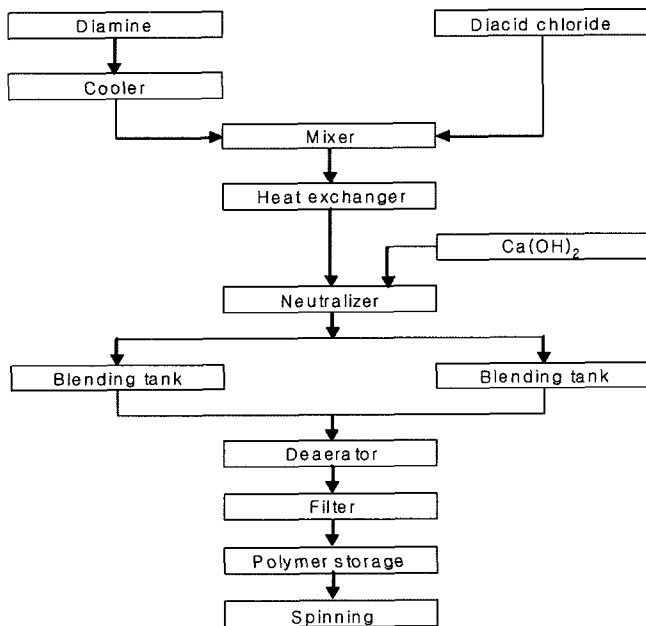 Diamine
Diacid chloride
Cooler
Mixer
Heat exchanger
Ca(OH)₂
Neutralizer
Blending tank
Blending tank
Deaerator
Filter
Polymer storage
Spinning